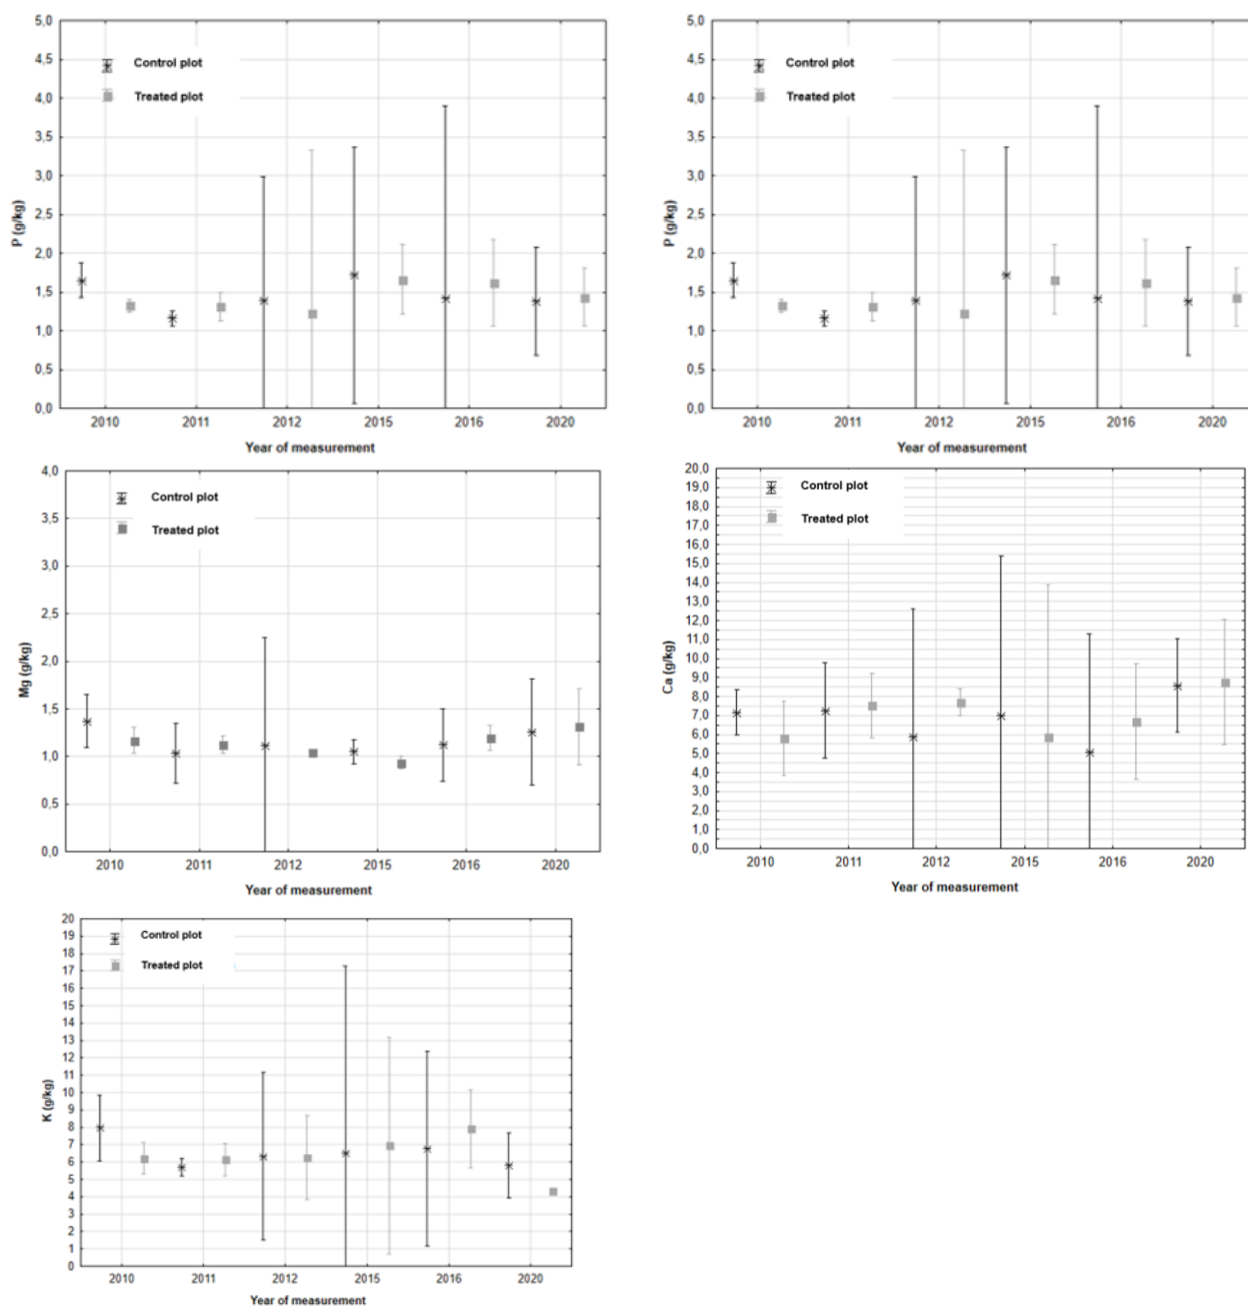 5,0
4,5
4,0
3,5
3,0
2,5
2,0
1,5
1,0
0,5
0,0
P (g/kg)
Control plot
Treated plot
2010 2011 2012 2015 2016 2020
Year of measurement
5,0
4,5
4,0
3,5
3,0
2,5
2,0
1,5
1,0
0,5
0,0
P (g/kg)
Control plot
Treated plot
2010 2011 2012 2015 2016 2020
Year of measurement
4,0
3,5
3,0
2,5
2,0
1,5
1,0
0,5
0,0
Mg (g/kg)
Control plot
Treated plot
2010 2011 2012 2015 2016 2020
Year of measurement
20,0
19,0
18,0
17,0
16,0
15,0
14,0
13,0
12,0
11,0
10,0
9,0
8,0
7,0
6,0
5,0
4,0
3,0
2,0
1,0
0,0
Ca (g/kg)
Control plot
Treated plot
2010 2011 2012 2015 2016 2020
Year of measurement
20
19
18
17
16
15
14
13
12
11
10
9
8
7
6
5
4
3
2
1
0
K (g/kg)
Control plot
Treated plot
2010 2011 2012 2015 2016 2020
Year of measurement